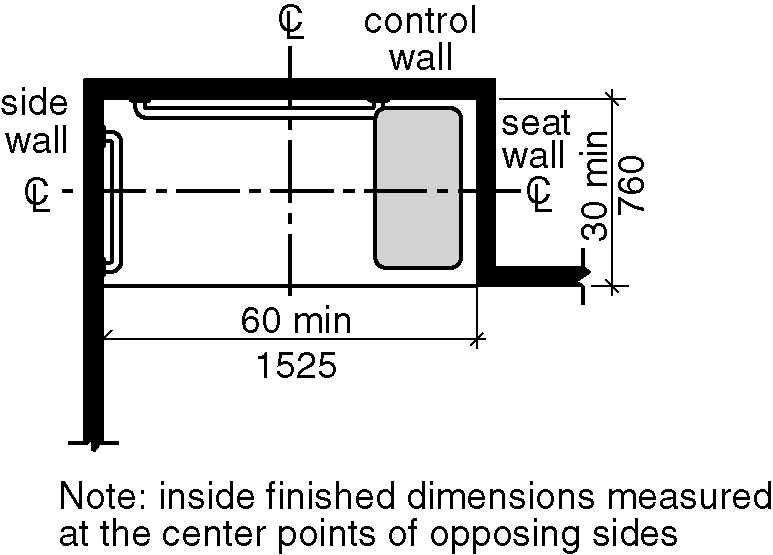 ℄
control
wall
side
wall
seat
wall
℄
℄
30 min
760
60 min
1525
Note: inside finished dimensions measured
at the center points of opposing sides